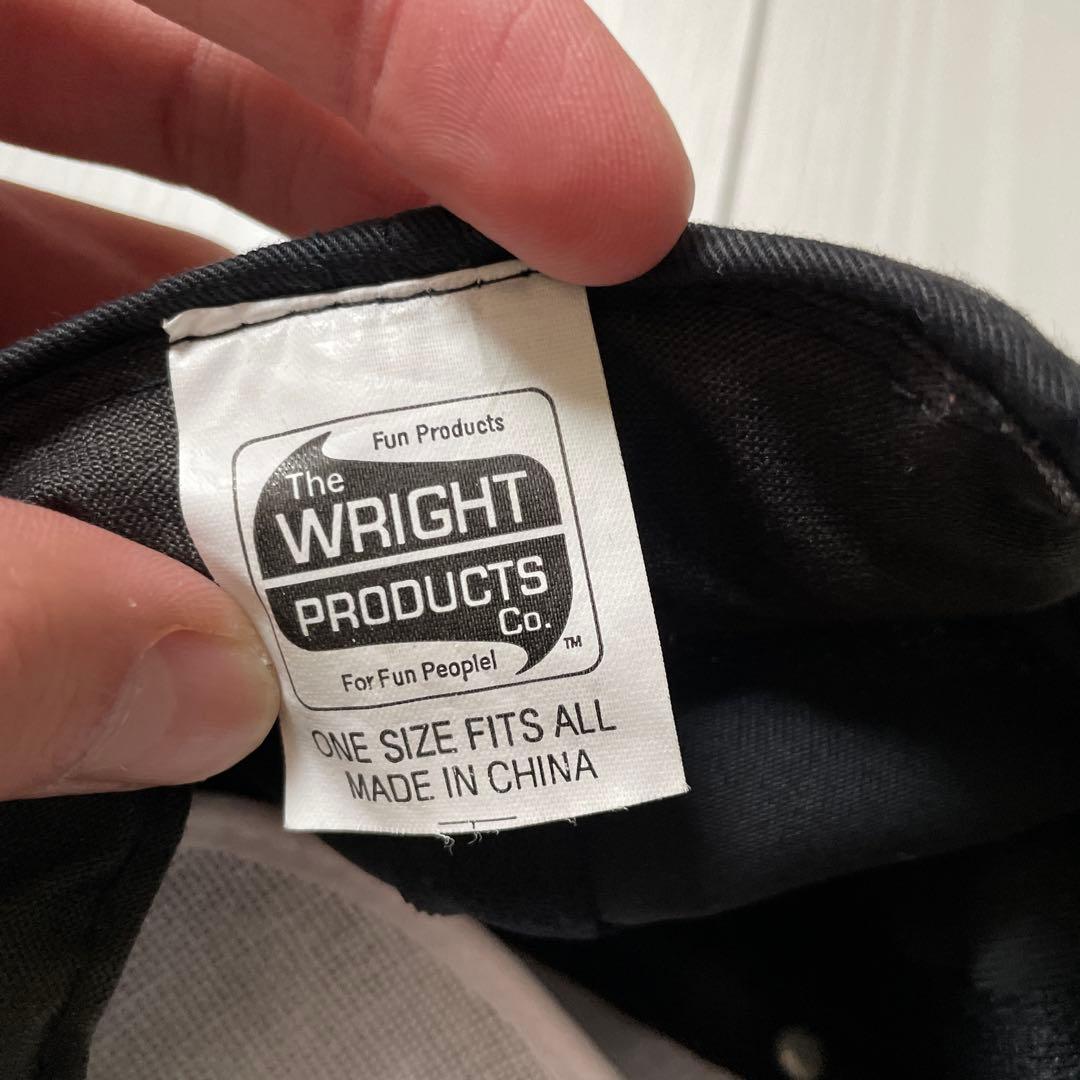 Fun Products
The
WRIGHT
PRODUCTS
Co.
TM
For Fun People!
ONE SIZE FITS ALL
MADE IN CHINA